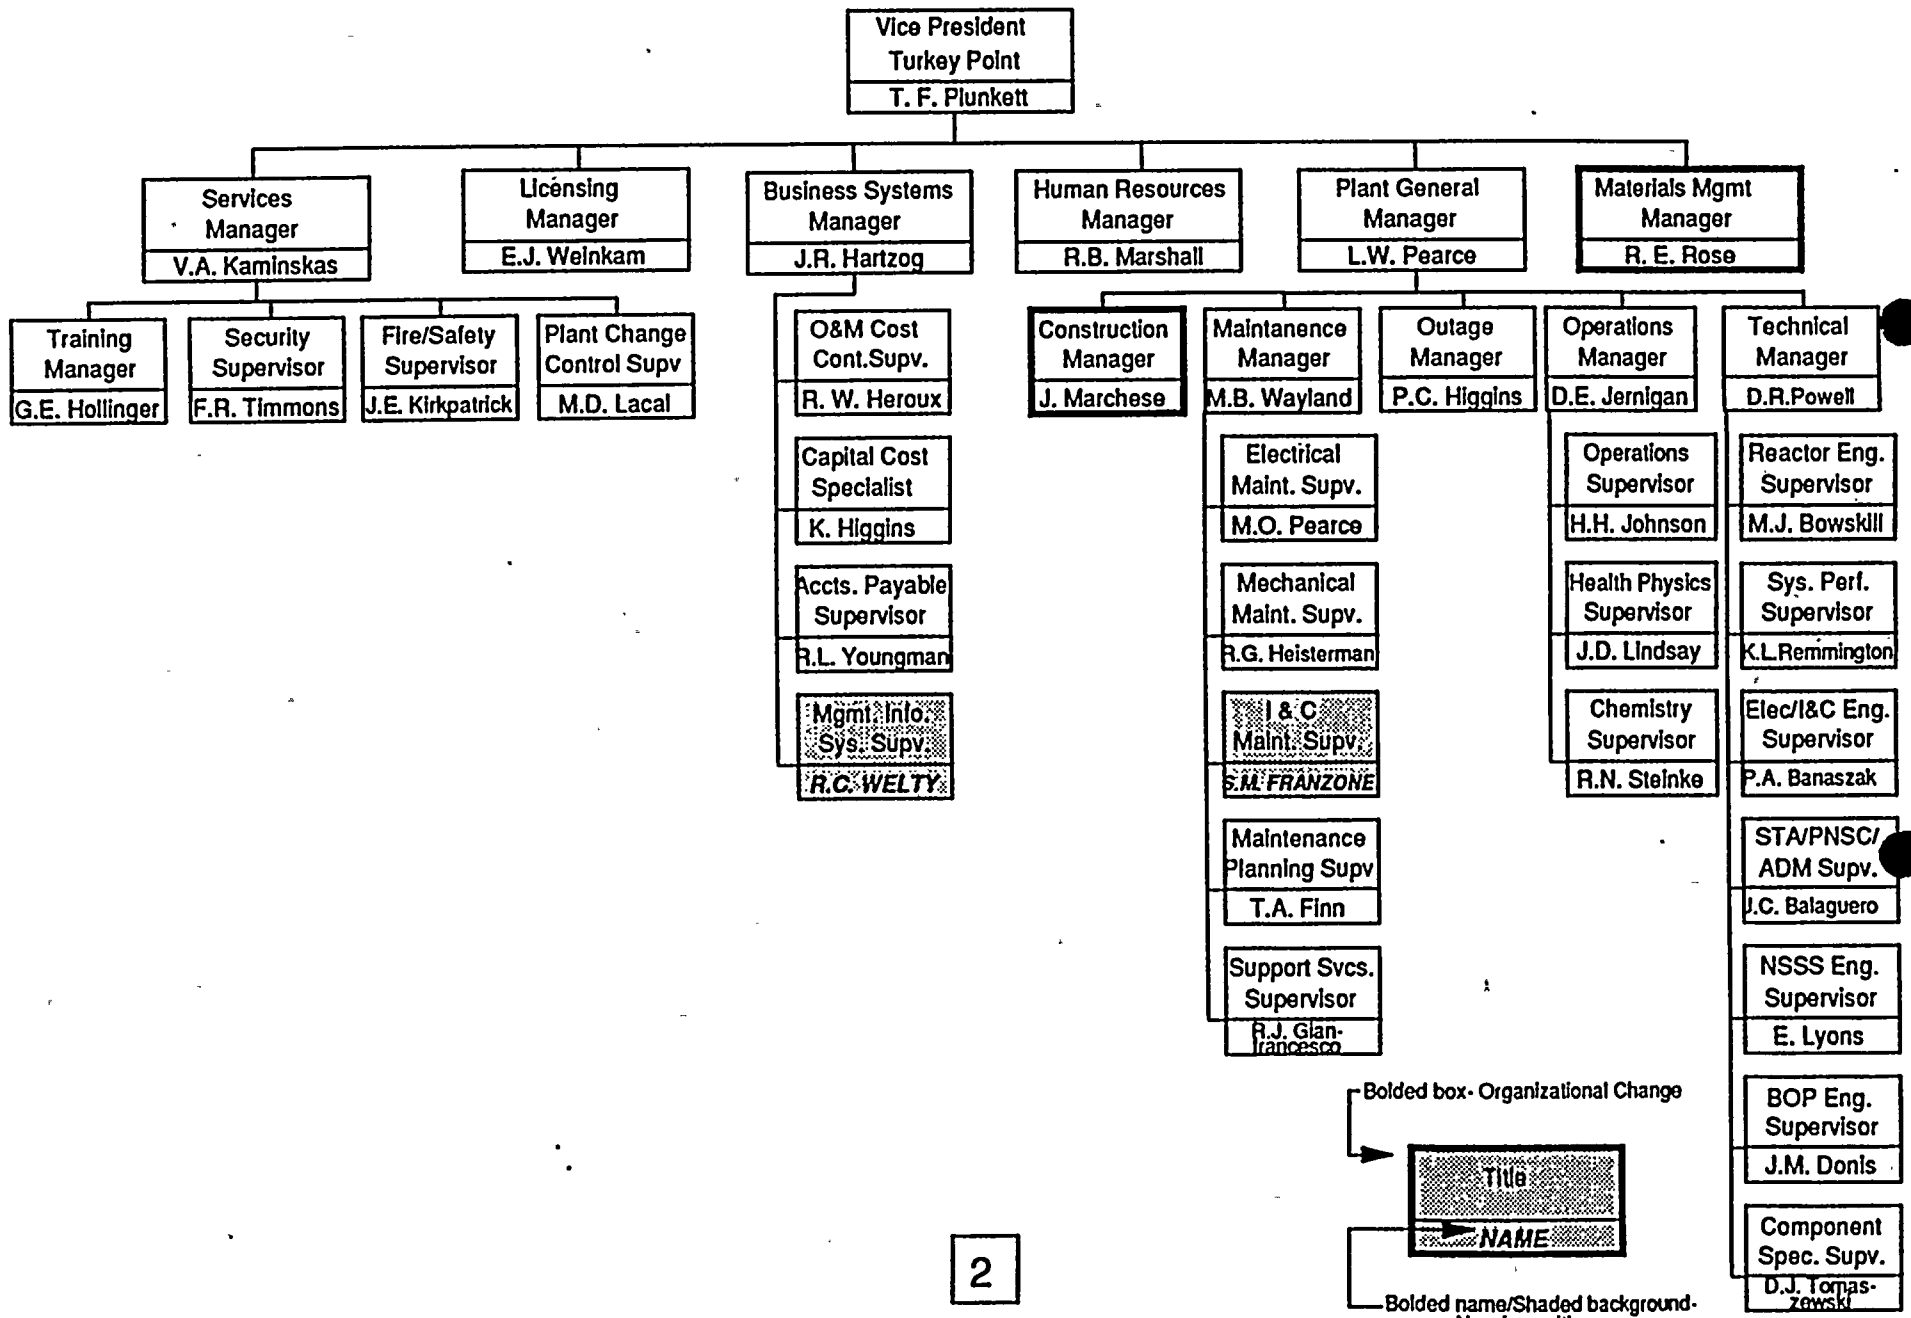 Vice President
Turkey Point
T. F. Plunkett
Services
Manager
V.A. Kaminskas
Licensing
Manager
E.J. Weinkam
Business Systems
Manager
J.R. Hartzog
Human Resources
Manager
R.B. Marshall
Plant General
Manager
L.W. Pearce
Materials Mgmt
Manager
R. E. Rose
Training
Manager
G.E. Hollinger
Security
Supervisor
F.R. Timmons
Fire/Safety
Supervisor
J.E. Kirkpatrick
Plant Change
Control Supv
M.D. Lacal
O&M Cost
Cont.Supv.
R. W. Heroux
Capital Cost
Specialist
K. Higgins
Accts. Payable
Supervisor
R.L. Youngman
Mgmt. Info.
Sys. Supv.
R.C. WELTY
Construction
Manager
J. Marchese
Maintanence
Manager
M.B. Wayland
Electrical
Maint. Supv.
M.O. Pearce
Mechanical
Maint. Supv.
R.G. Heisterman
I & C
Maint. Supv.
S.M. FRANZONE
Maintenance
Planning Supv
T.A. Finn
Support Svcs.
Supervisor
R.J. Gian-
francesco
Outage
Manager
P.C. Higgins
Operations
Manager
D.E. Jernigan
Operations
Supervisor
H.H. Johnson
Health Physics
Supervisor
J.D. Lindsay
Chemistry
Supervisor
R.N. Steinke
Technical
Manager
D.R.Powell
Reactor Eng.
Supervisor
M.J. Bowskill
Sys. Perf.
Supervisor
K.L.Remmington
Elec/I&C Eng.
Supervisor
P.A. Banaszak
STA/PNSC/
ADM Supv.
J.C. Balaguero
NSSS Eng.
Supervisor
E. Lyons
BOP Eng.
Supervisor
J.M. Donis
Component
Spec. Supv.
D.J. Tomas-
zewski
Bolded box- Organizational Change
Title
NAME
Bolded name/Shaded background-
2